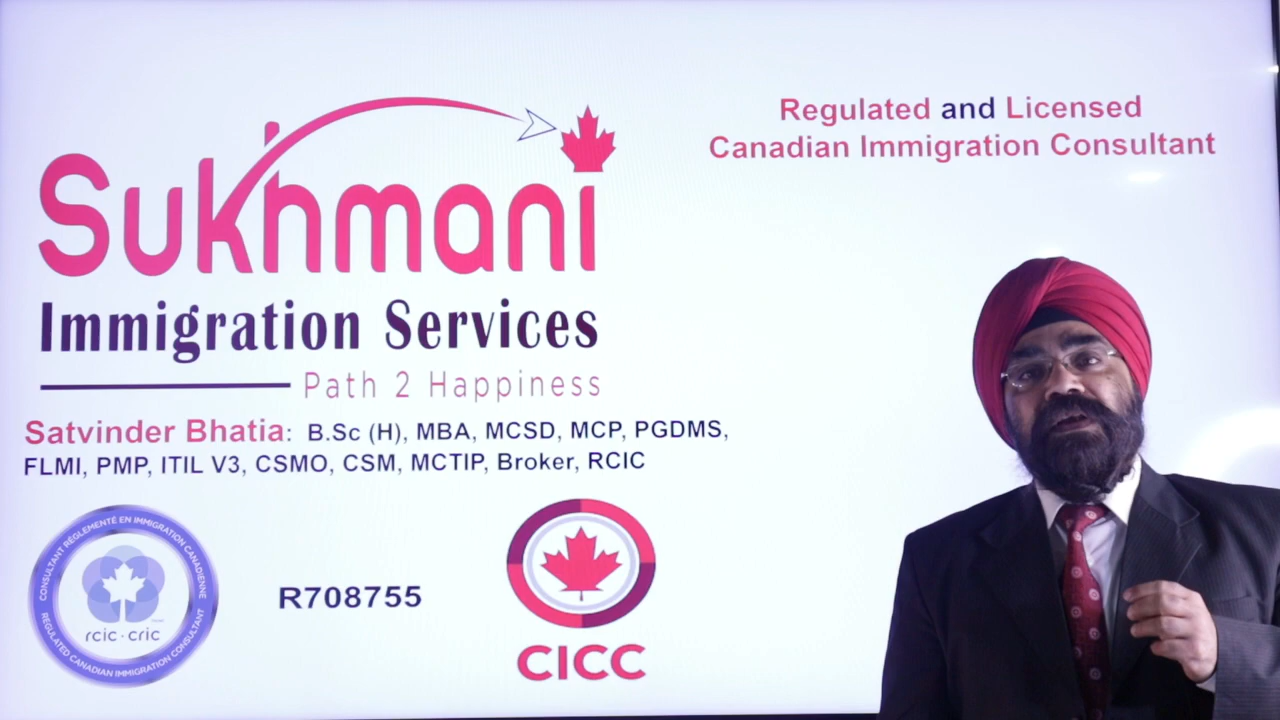 Regulated and Licensed
Canadian Immigration Consultant
Sukhmani
Immigration Services
Path 2 Happiness
Satvinder Bhatia: B.Sc (H), MBA, MCSD, MCP, PGDMS,
FLMI, PMP, ITIL V3, CSMO, CSM, MCTIP, Broker, RCIC
CONSULTANT RÉGLEMENTÉ EN IMMIGRATION CANADIENNE
rcic · cric
REGULATED CANADIAN IMMIGRATION CONSULTANT
R708755
CICC